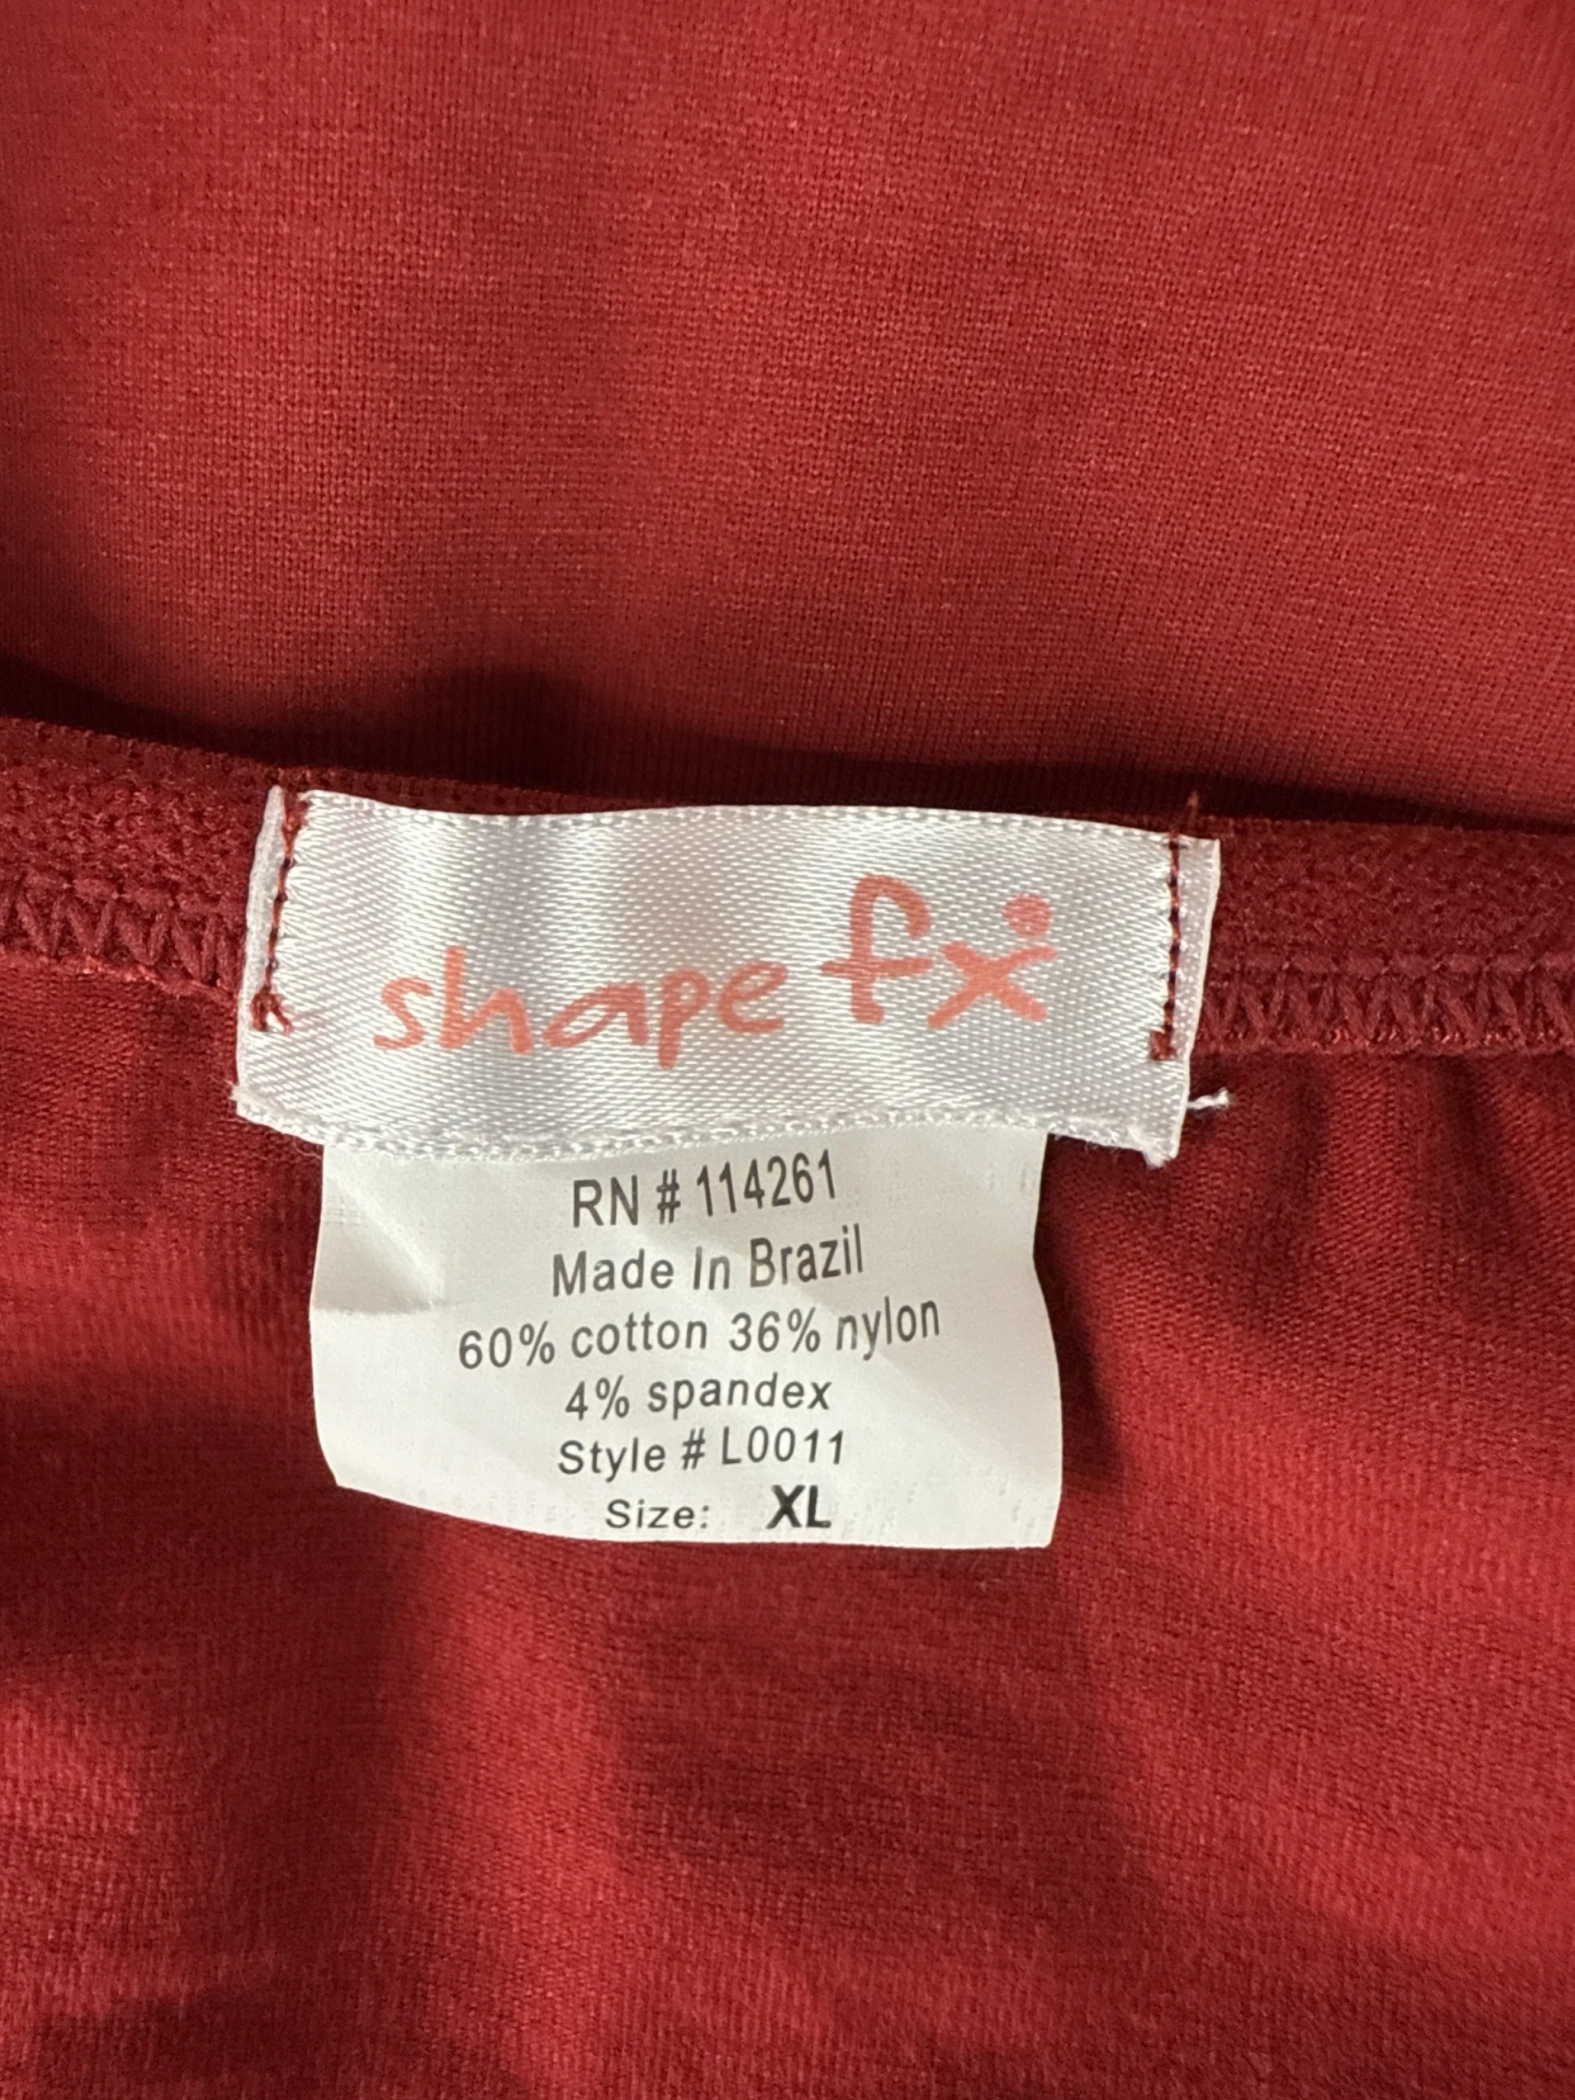 shape fx
RN # 114261
Made In Brazil
60% cotton 36% nylon
4% spandex
Style # L0011
Size: XL